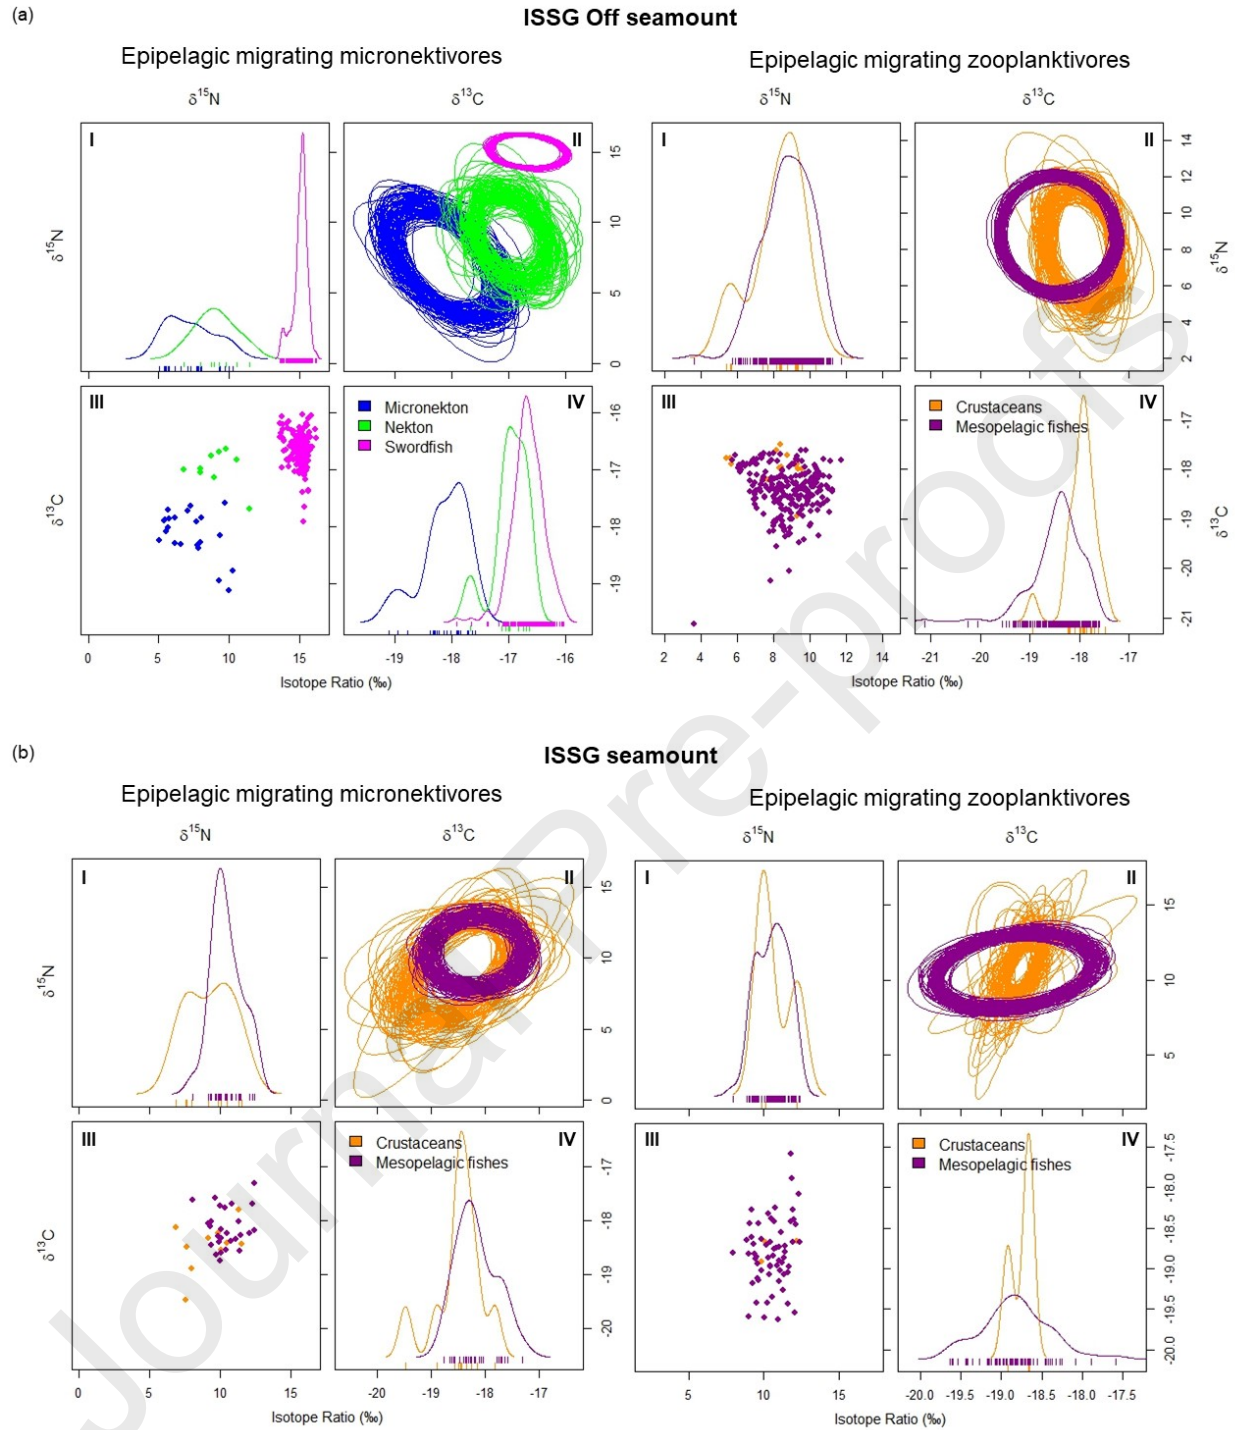 (a)
ISSG Off seamount
Epipelagic migrating micronektivores
Epipelagic migrating zooplanktivores
δ15N
δ13C
δ15N
δ13C
I
II
I
II
δ15N
15
10
5
0
14
12
10
8
6
4
2
δ15N
III
IV
III
IV
Micronekton
Nekton
Swordfish
Crustaceans
Mesopelagic fishes
δ13C
-16
-17
-18
-19
-17
-18
-19
-20
-21
δ13C
0 5 10 15 -19 -18 -17 -16 2 4 6 8 10 12 14 -21 -20 -19 -18 -17
Isotope Ratio (‰)
Isotope Ratio (‰)
(b)
ISSG seamount
Epipelagic migrating micronektivores
Epipelagic migrating zooplanktivores
δ15N
δ13C
δ15N
δ13C
I
II
I
II
δ15N
15
10
5
0
15
10
5
III
IV
III
IV
Crustaceans
Mesopelagic fishes
Crustaceans
Mesopelagic fishes
δ13C
-17
-18
-19
20
-17.5
-18.0
-18.5
-19.0
-19.5
-20.0
0 5 10 15 -20 -19 -18 -17 5 10 15 -20.0 -19.5 -19.0 -18.5 -18.0 -17.5
Isotope Ratio (‰)
Isotope Ratio (‰)
Journal Pre-proofs